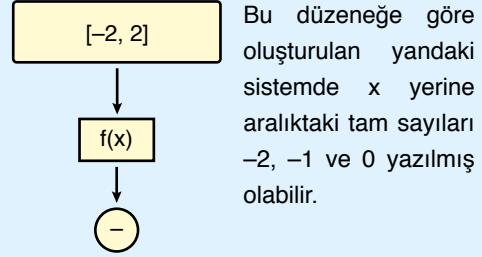 [–2, 2]
f(x)
–
Bu düzeneğe göre
oluşturulan yandaki
sistemde x yerine
aralıktaki tam sayıları
–2, –1 ve 0 yazılmış
olabilir.